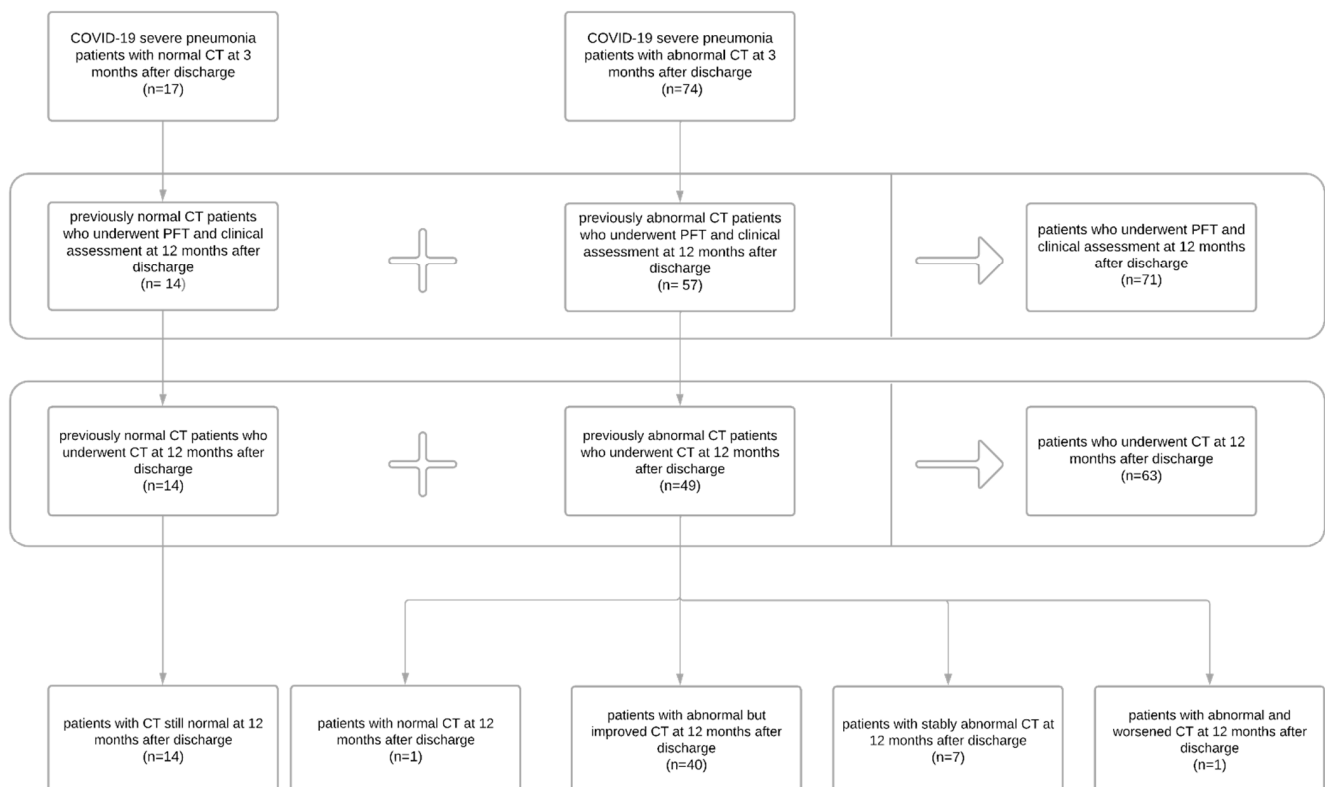 COVID-19 severe pneumonia
patients with normal CT at 3
months after discharge
(n=17)
COVID-19 severe pneumonia
patients with abnormal CT at 3
months after discharge
(n=74)
previously normal CT patients
who underwent PFT and clinical
assessment at 12 months after
discharge
(n= 14)
previously abnormal CT patients
who underwent PFT and clinical
assessment at 12 months after
discharge
(n= 57)
patients who underwent PFT and
clinical assessment at 12 months
after discharge
(n=71)
previously normal CT patients who
underwent CT at 12 months after
discharge
(n=14)
previously abnormal CT patients
who underwent CT at 12 months
after discharge
(n=49)
patients who underwent CT at 12
months after discharge
(n=63)
patients with CT still normal at 12
months after discharge
(n=14)
patients with normal CT at 12
months after discharge
(n=1)
patients with abnormal but
improved CT at 12 months after
discharge
(n=40)
patients with stably abnormal CT at
12 months after discharge
(n=7)
patients with abnormal and
worsened CT at 12 months after
discharge
(n=1)